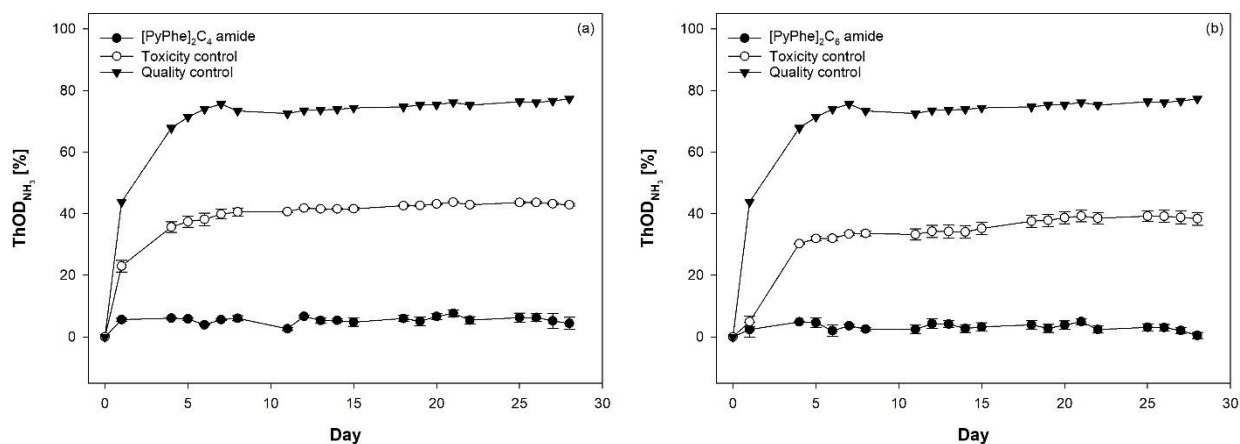 (a)
[PyPhe]₂C₄ amide
Toxicity control
Quality control
ThOD_NH₃ [%]
100
80
60
40
20
0
0 5 10 15 20 25 30
Day
(b)
[PyPhe]₂C₆ amide
Toxicity control
Quality control
ThOD_NH₃ [%]
100
80
60
40
20
0
0 5 10 15 20 25 30
Day